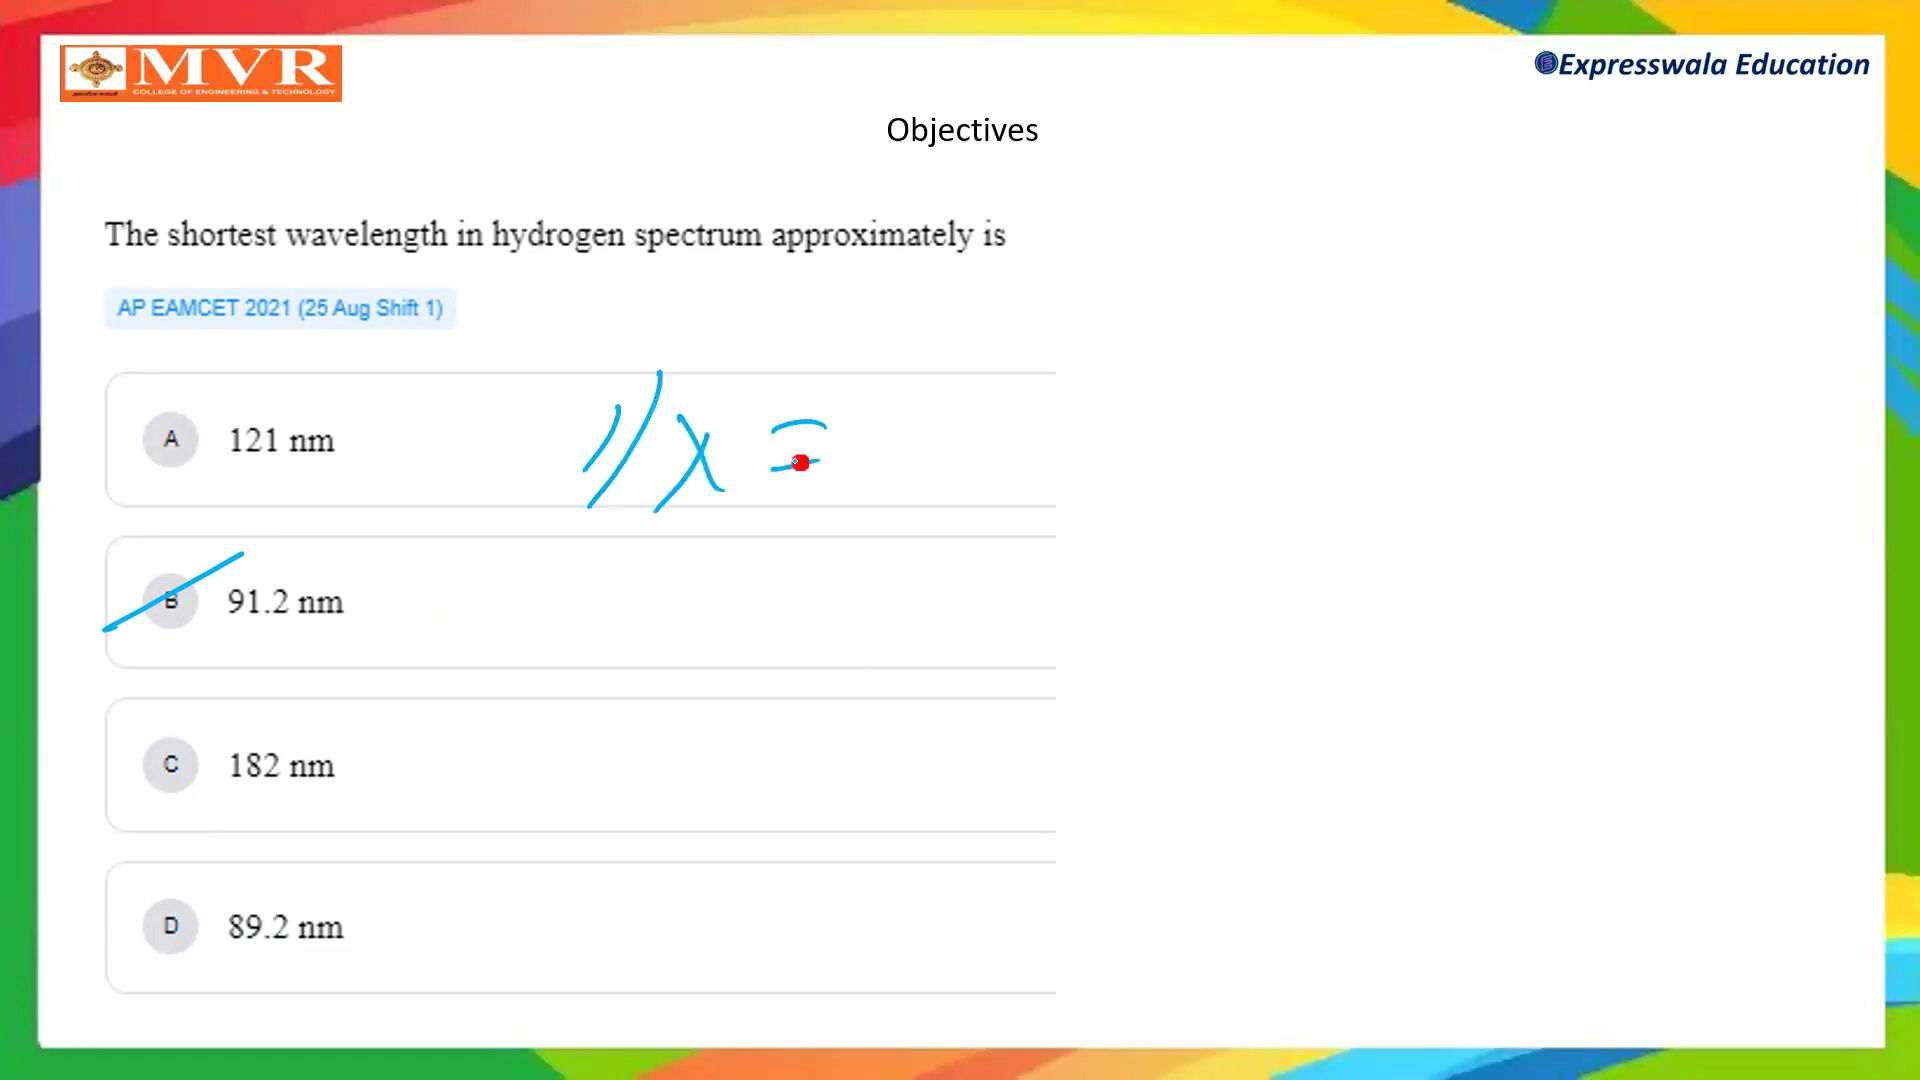 MVR
COLLEGE OF ENGINEERING & TECHNOLOGY
Expresswala Education
Objectives
The shortest wavelength in hydrogen spectrum approximately is
AP EAMCET 2021 (25 Aug Shift 1)
A 121 nm
B 91.2 nm
C 182 nm
D 89.2 nm